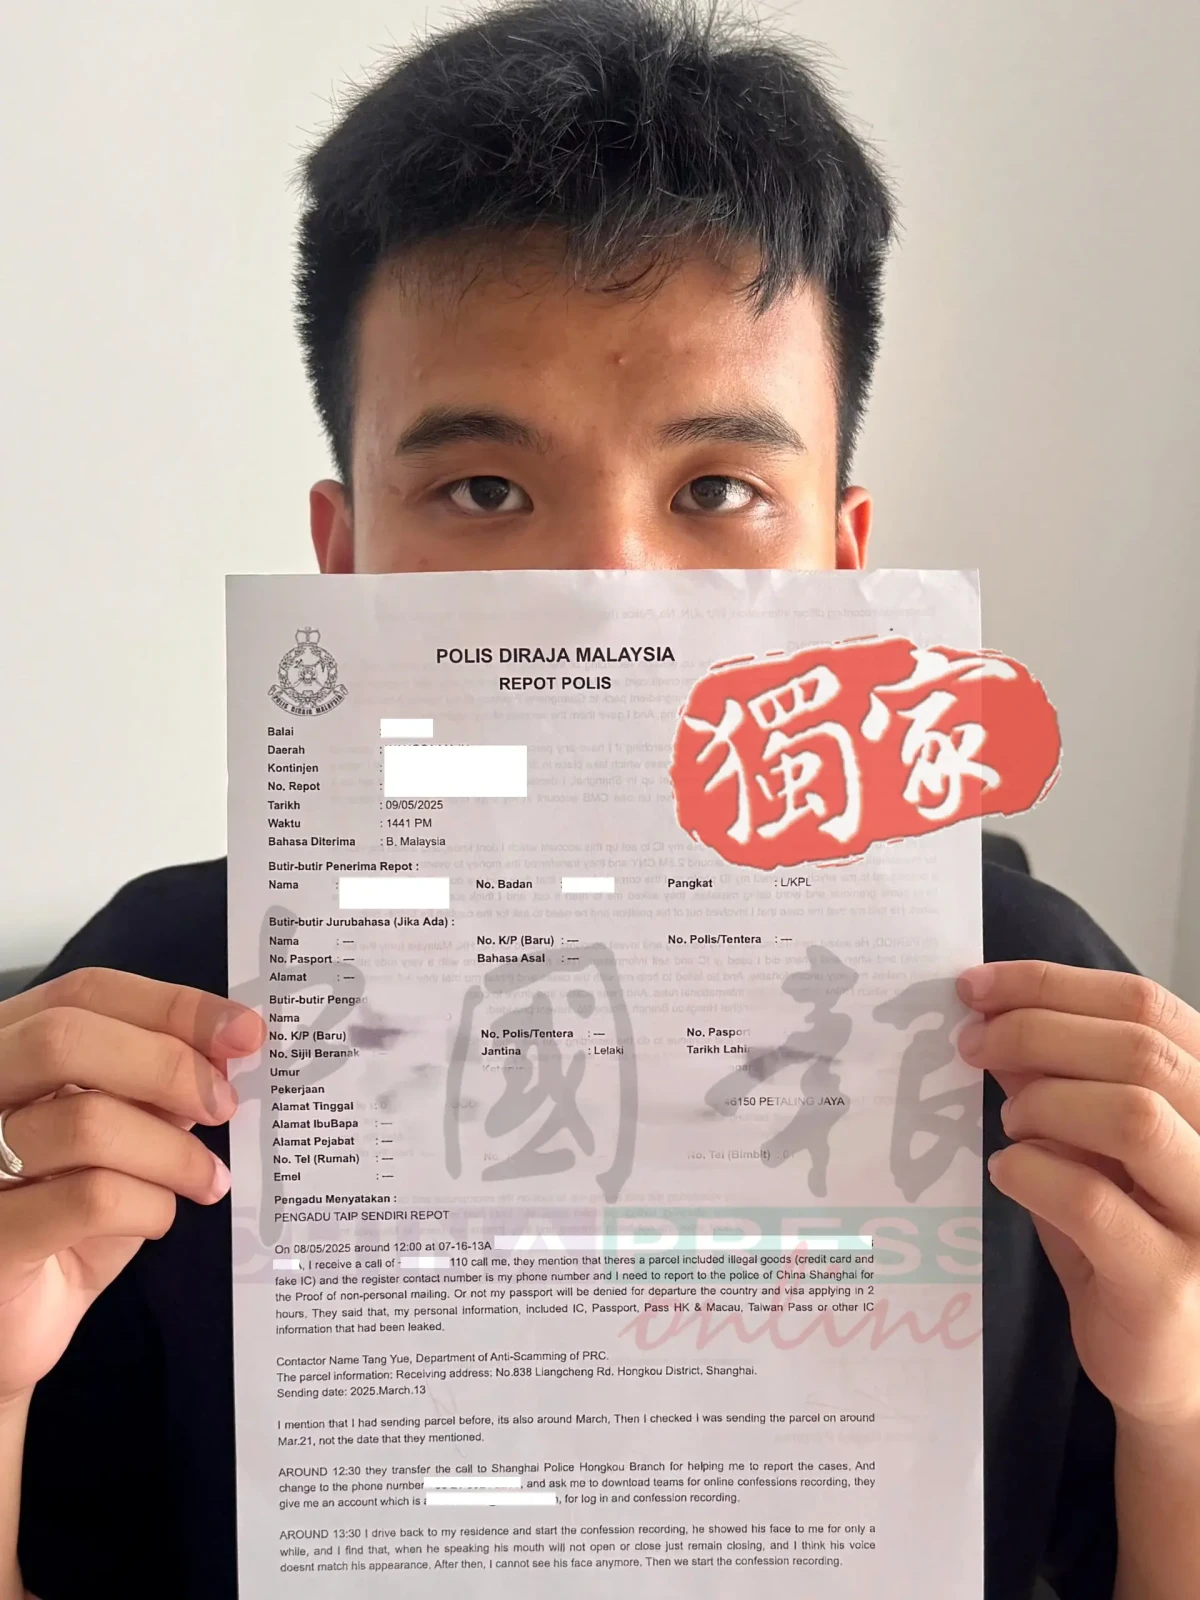 POLIS DIRAJA MALAYSIA
REPOT POLIS
獨家
POLIS DIRAJA MALAYSIA
Balai :
Daerah :
Kontinjen :
No. Repot :
Tarikh : 09/05/2025
Waktu : 1441 PM
Bahasa Diterima : B. Malaysia
Butir-butir Penerima Repot :
Nama : No. Badan : Pangkat : L/KPL
Butir-butir Jurubahasa (Jika Ada) :
Nama : --- No. K/P (Baru) : --- No. Polis/Tentera : ---
No. Pasport : --- Bahasa Asal : ---
Alamat : ---
Butir-butir Pengad
Nama
No. K/P (Baru) No. Polis/Tentera : --- No. Pasport
No. Sijil Beranak Jantina : Lelaki Tarikh Lahir
Umur
Pekerjaan
Alamat Tinggal 46150 PETALING JAYA
Alamat IbuBapa : ---
Alamat Pejabat : ---
No. Tel (Rumah) : --- No. Tel (Bimbit) :
Emel : ---
Pengadu Menyatakan :
PENGADU TAIP SENDIRI REPOT
中國報
CHINA PRESS
online
On 08/05/2025 around 12:00 at 07-16-13A
, I receive a call of 110 call me, they mention that theres a parcel included illegal goods (credit card and
fake IC) and the register contact number is my phone number and I need to report to the police of China Shanghai for
the Proof of non-personal mailing. Or not my passport will be denied for departure the country and visa applying in 2
hours. They said that, my personal information, included IC, Passport, Pass HK & Macau, Taiwan Pass or other IC
information that had been leaked.
Contactor Name Tang Yue, Department of Anti-Scamming of PRC.
The parcel information: Receiving address: No.838 Liangcheng Rd, Hongkou District, Shanghai.
Sending date: 2025.March.13
I mention that I had sending parcel before, its also around March, Then I checked I was sending the parcel on around
Mar.21, not the date that they mentioned.
AROUND 12:30 they transfer the call to Shanghai Police Hongkou Branch for helping me to report the cases. And
change to the phone number , and ask me to download teams for online confessions recording, they
give me an account which is , for log in and confession recording.
AROUND 13:30 I drive back to my residence and start the confession recording, he showed his face to me for only a
while, and I find that, when he speaking his mouth will not open or close just remain closing, and I think his voice
doesnt match his appearance. After then, I cannot see his face anymore. Then we start the confession recording.